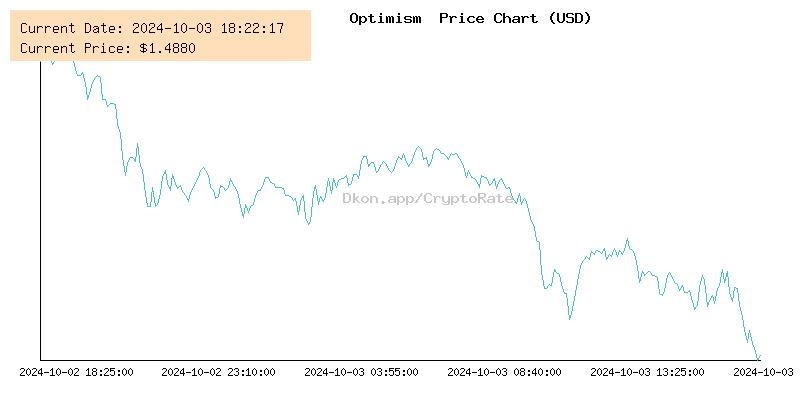 Optimism  Price Chart (USD)
Current Date: 2024-10-03 18:22:17
Current Price: $1.4880
Dkon.app/CryptoRate
2024-10-02 18:25:00 2024-10-02 23:10:00 2024-10-03 03:55:00 2024-10-03 08:40:00 2024-10-03 13:25:00 2024-10-03